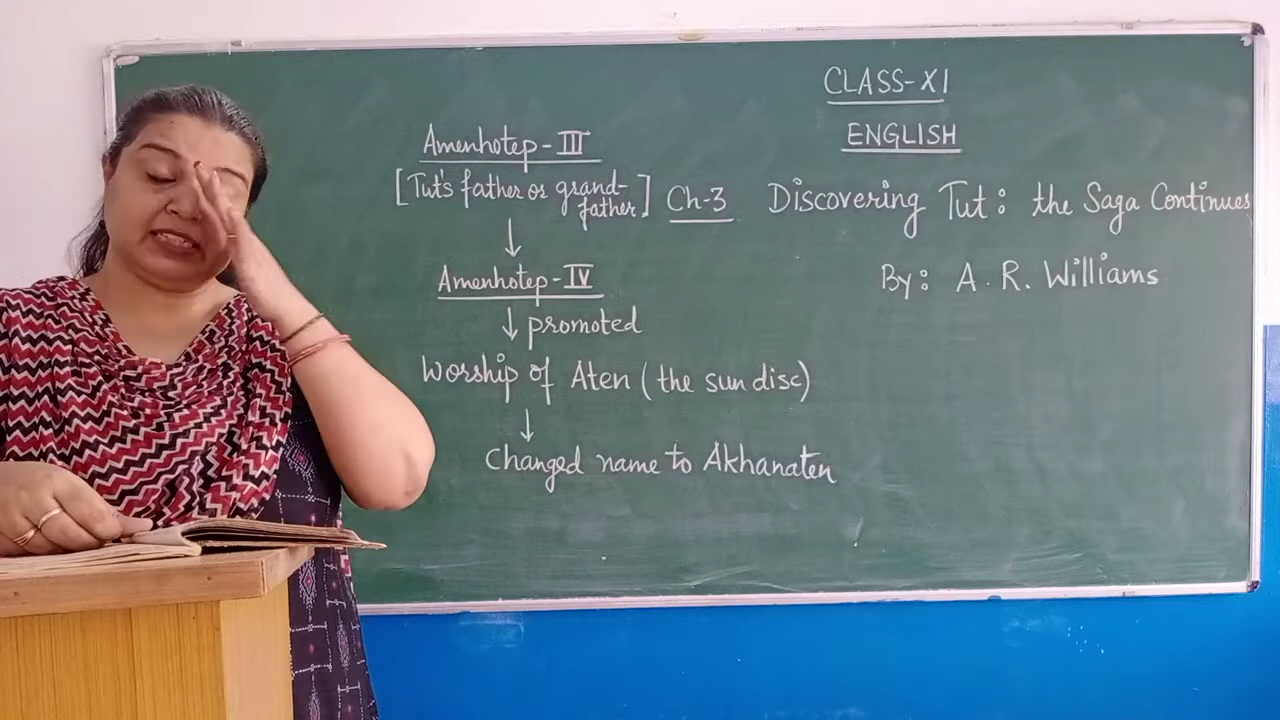 CLASS-XI
ENGLISH
Ch-3 Discovering Tut: the Saga Continues
By: A. R. Williams
Amenhotep-III
[Tut's father or grand-
father]
↓
Amenhotep-IV
↓ promoted
Worship of Aten (the sun disc)
↓
Changed name to Akhanaten